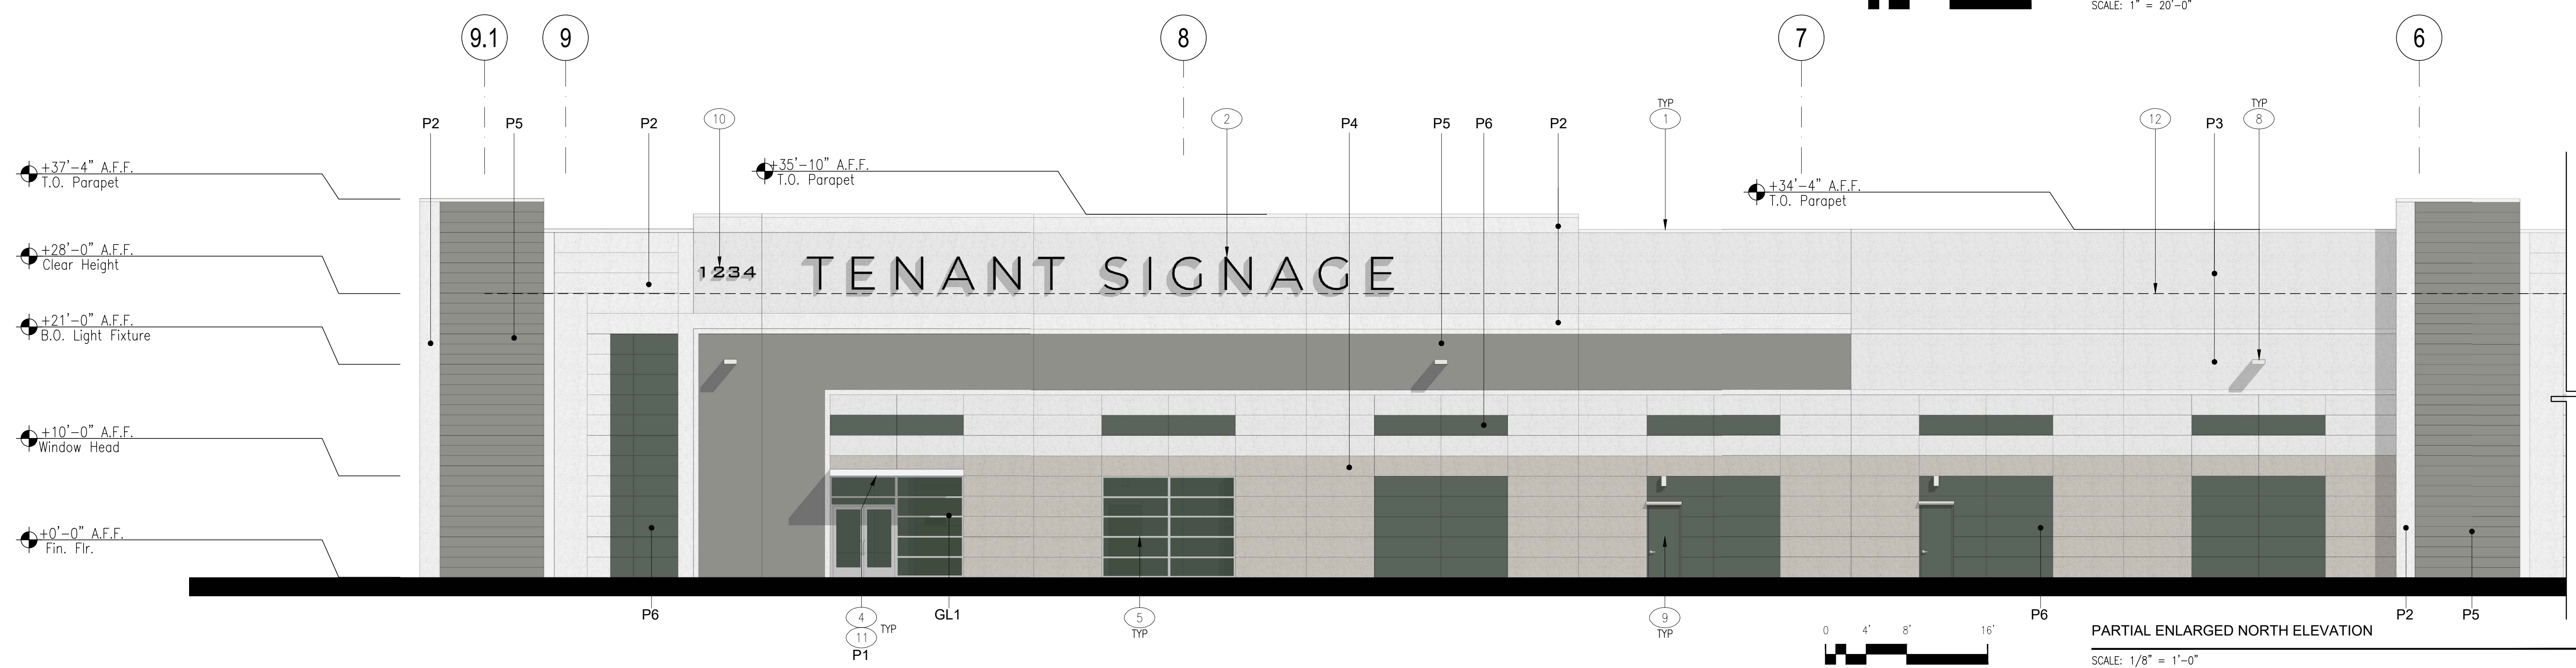 SCALE: 1" = 20'-0"
9.1 9 8 7 6
TYP TYP
P2 P5 P2 10 2 P4 P5 P6 P2 1 12 P3 8
+37'-4" A.F.F.
T.O. Parapet
+35'-10" A.F.F.
T.O. Parapet
+34'-4" A.F.F.
T.O. Parapet
+28'-0" A.F.F.
Clear Height
1234 TENANT SIGNAGE
+21'-0" A.F.F.
B.O. Light Fixture
+10'-0" A.F.F.
Window Head
+0'-0" A.F.F.
Fin. Flr.
P6 4 GL1 5 9 P6 P2 P5
11 TYP TYP TYP
P1
0 4' 8' 16'
PARTIAL ENLARGED NORTH ELEVATION
SCALE: 1/8" = 1'-0"